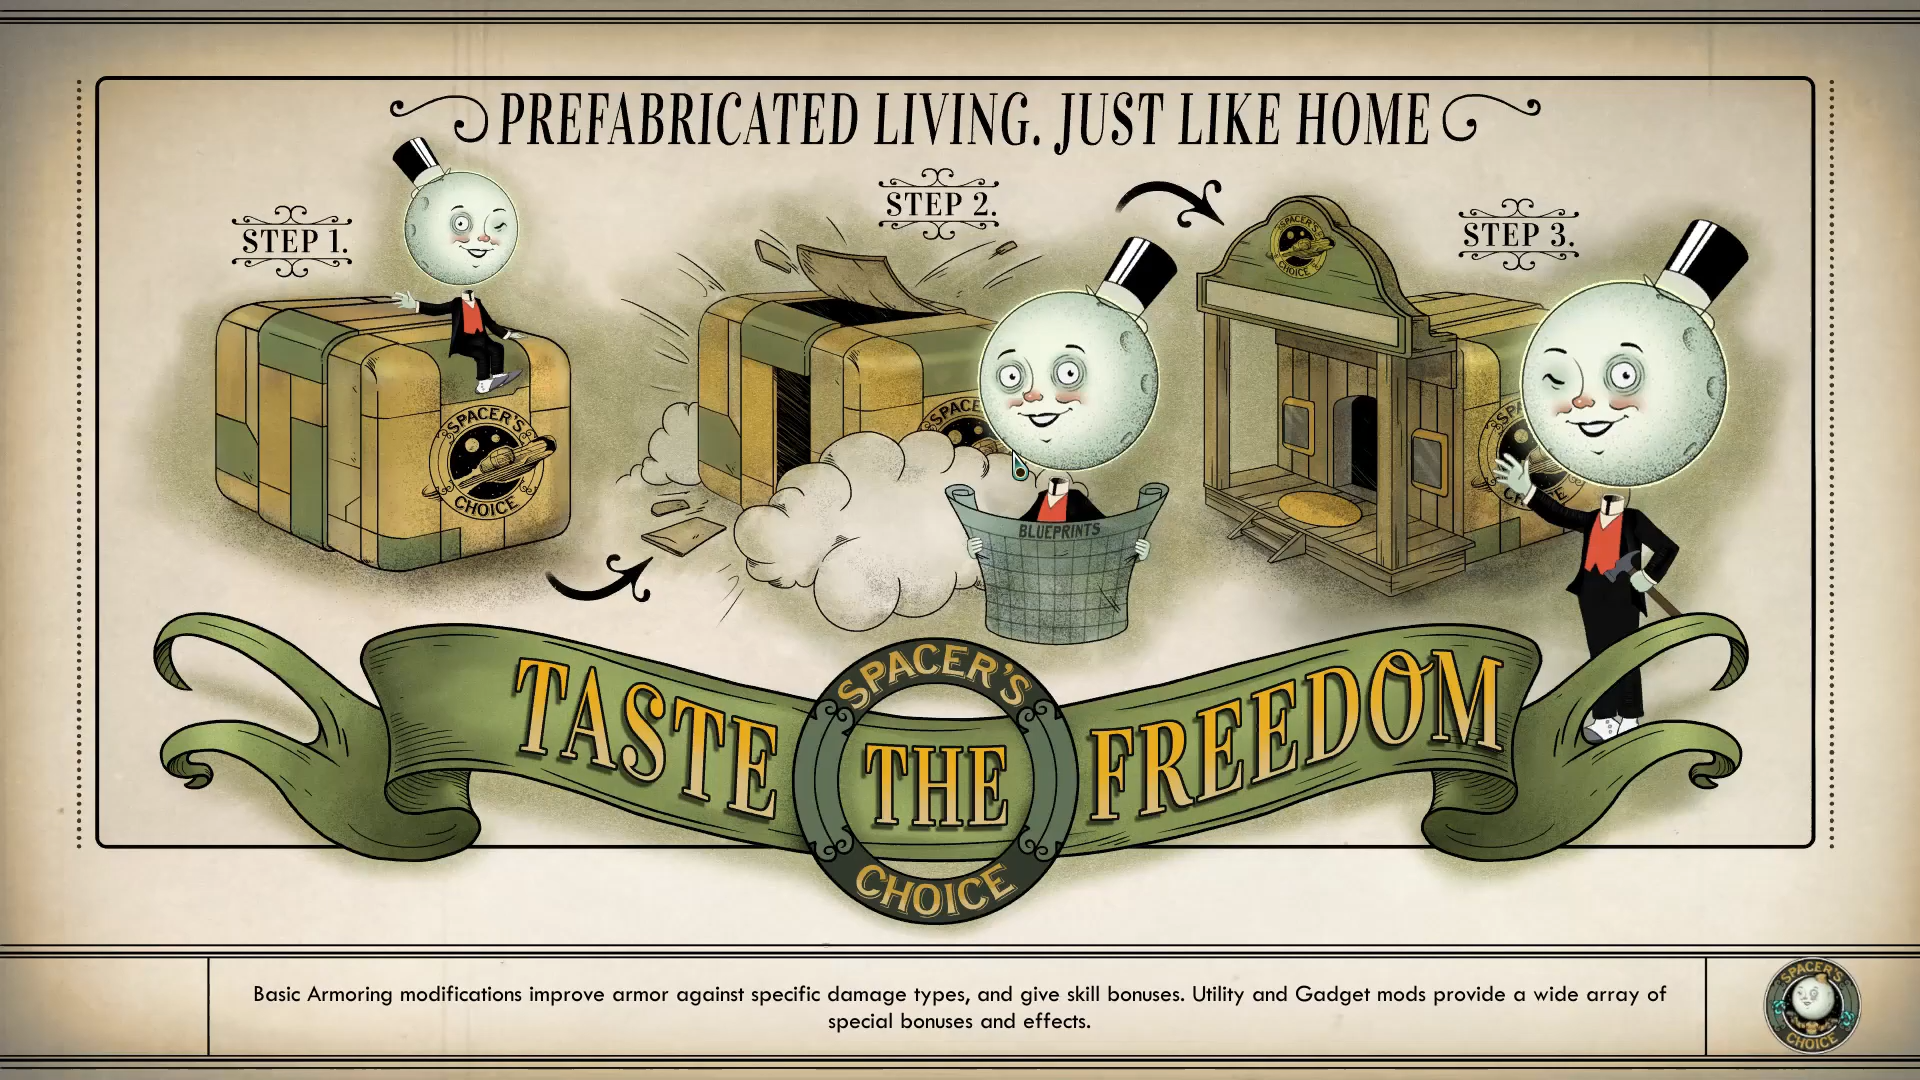 PREFABRICATED LIVING. JUST LIKE HOME
STEP 1.
STEP 2.
STEP 3.
SPACER'S
CHOICE
SPACE
SPACER'S
CHOICE
BLUEPRINTS
TASTE THE FREEDOM
SPACER'S
CHOICE
Basic Armoring modifications improve armor against specific damage types, and give skill bonuses. Utility and Gadget mods provide a wide array of
special bonuses and effects.
SPACER'S
CHOICE